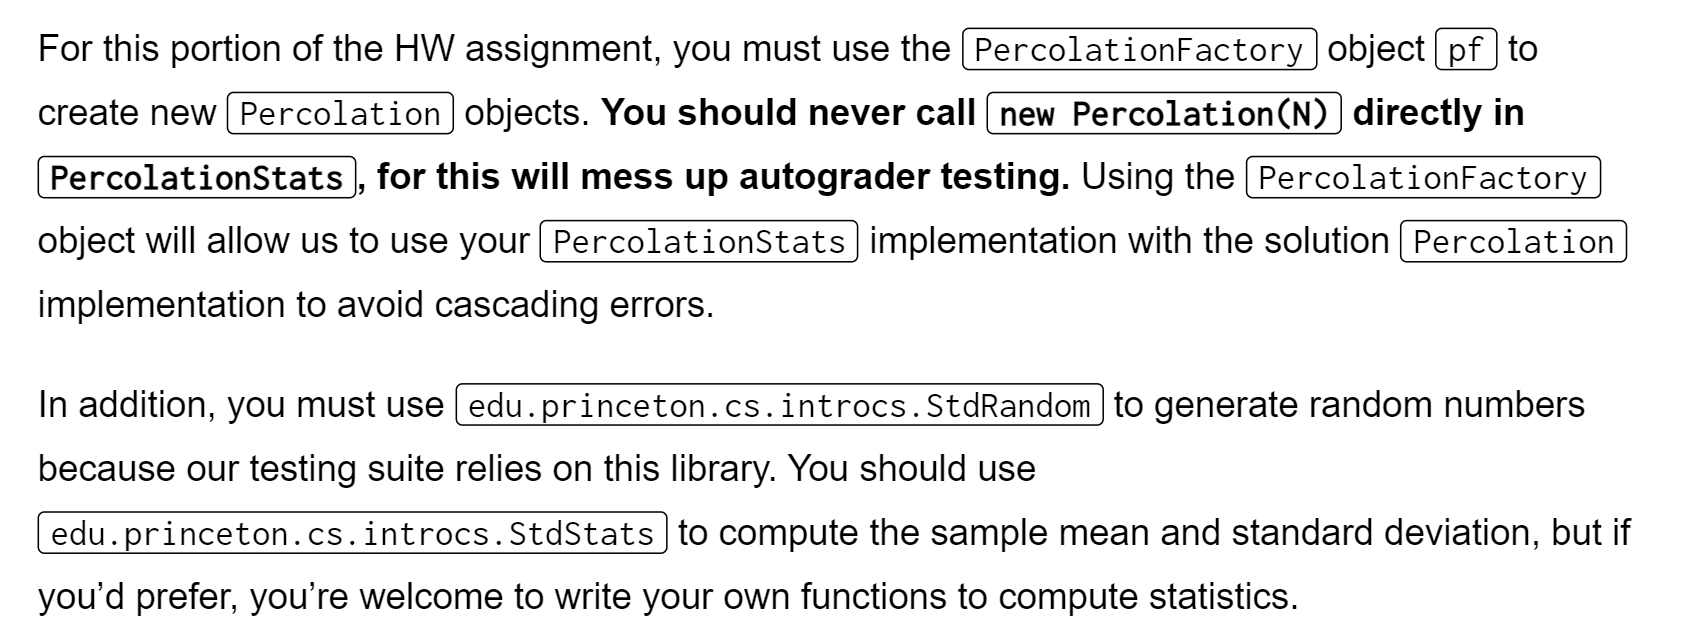 For this portion of the HW assignment, you must use the PercolationFactory object pf to
create new Percolation objects. You should never call new Percolation(N) directly in
PercolationStats, for this will mess up autograder testing. Using the PercolationFactory
object will allow us to use your PercolationStats implementation with the solution Percolation
implementation to avoid cascading errors.
In addition, you must use edu.princeton.cs.introcs.StdRandom to generate random numbers
because our testing suite relies on this library. You should use
edu.princeton.cs.introcs.StdStats to compute the sample mean and standard deviation, but if
you’d prefer, you’re welcome to write your own functions to compute statistics.